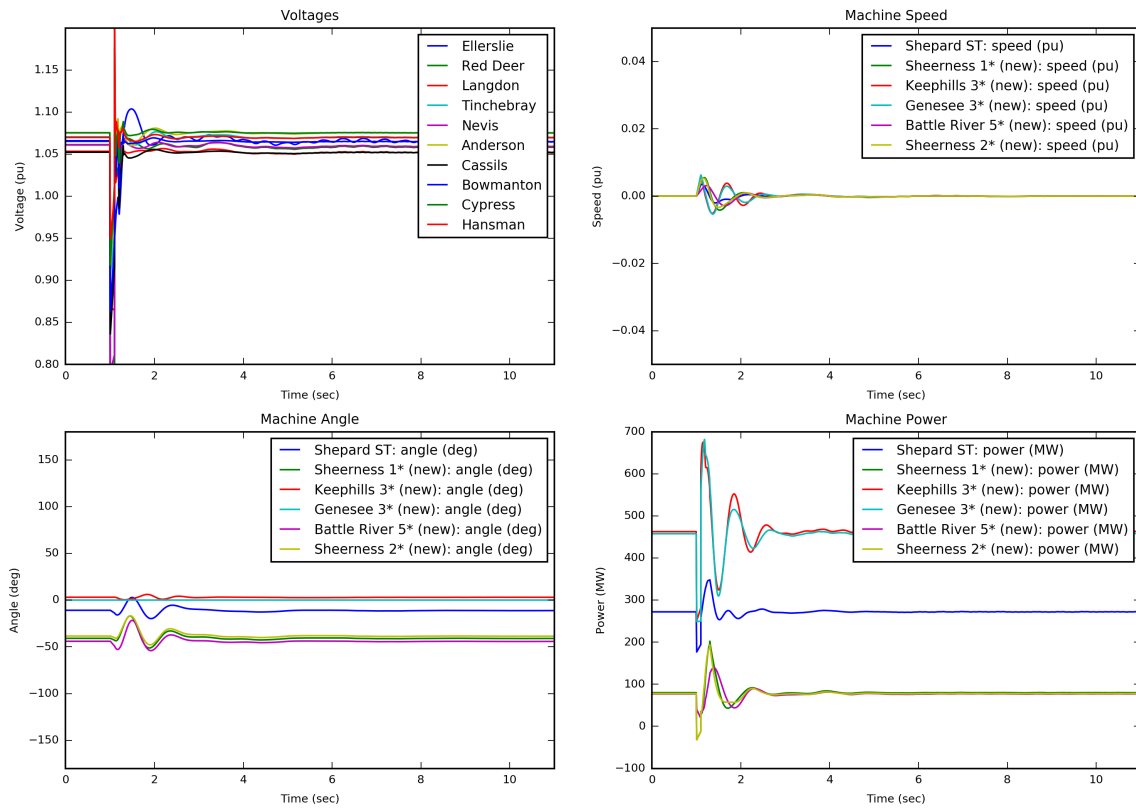 Voltages
Voltage (pu)
1.15
1.10
1.05
1.00
0.95
0.90
0.85
0.80
0
2
4
6
8
10
Time (sec)
Ellerslie
Red Deer
Langdon
Tinchebray
Nevis
Anderson
Cassils
Bowmanton
Cypress
Hansman
Machine Speed
Speed (pu)
0.04
0.02
0.00
−0.02
−0.04
0
2
4
6
8
10
Time (sec)
Shepard ST: speed (pu)
Sheerness 1* (new): speed (pu)
Keephills 3* (new): speed (pu)
Genesee 3* (new): speed (pu)
Battle River 5* (new): speed (pu)
Sheerness 2* (new): speed (pu)
Machine Angle
Angle (deg)
150
100
50
0
−50
−100
−150
0
2
4
6
8
10
Time (sec)
Shepard ST: angle (deg)
Sheerness 1* (new): angle (deg)
Keephills 3* (new): angle (deg)
Genesee 3* (new): angle (deg)
Battle River 5* (new): angle (deg)
Sheerness 2* (new): angle (deg)
Machine Power
Power (MW)
700
600
500
400
300
200
100
0
−100
0
2
4
6
8
10
Time (sec)
Shepard ST: power (MW)
Sheerness 1* (new): power (MW)
Keephills 3* (new): power (MW)
Genesee 3* (new): power (MW)
Battle River 5* (new): power (MW)
Sheerness 2* (new): power (MW)